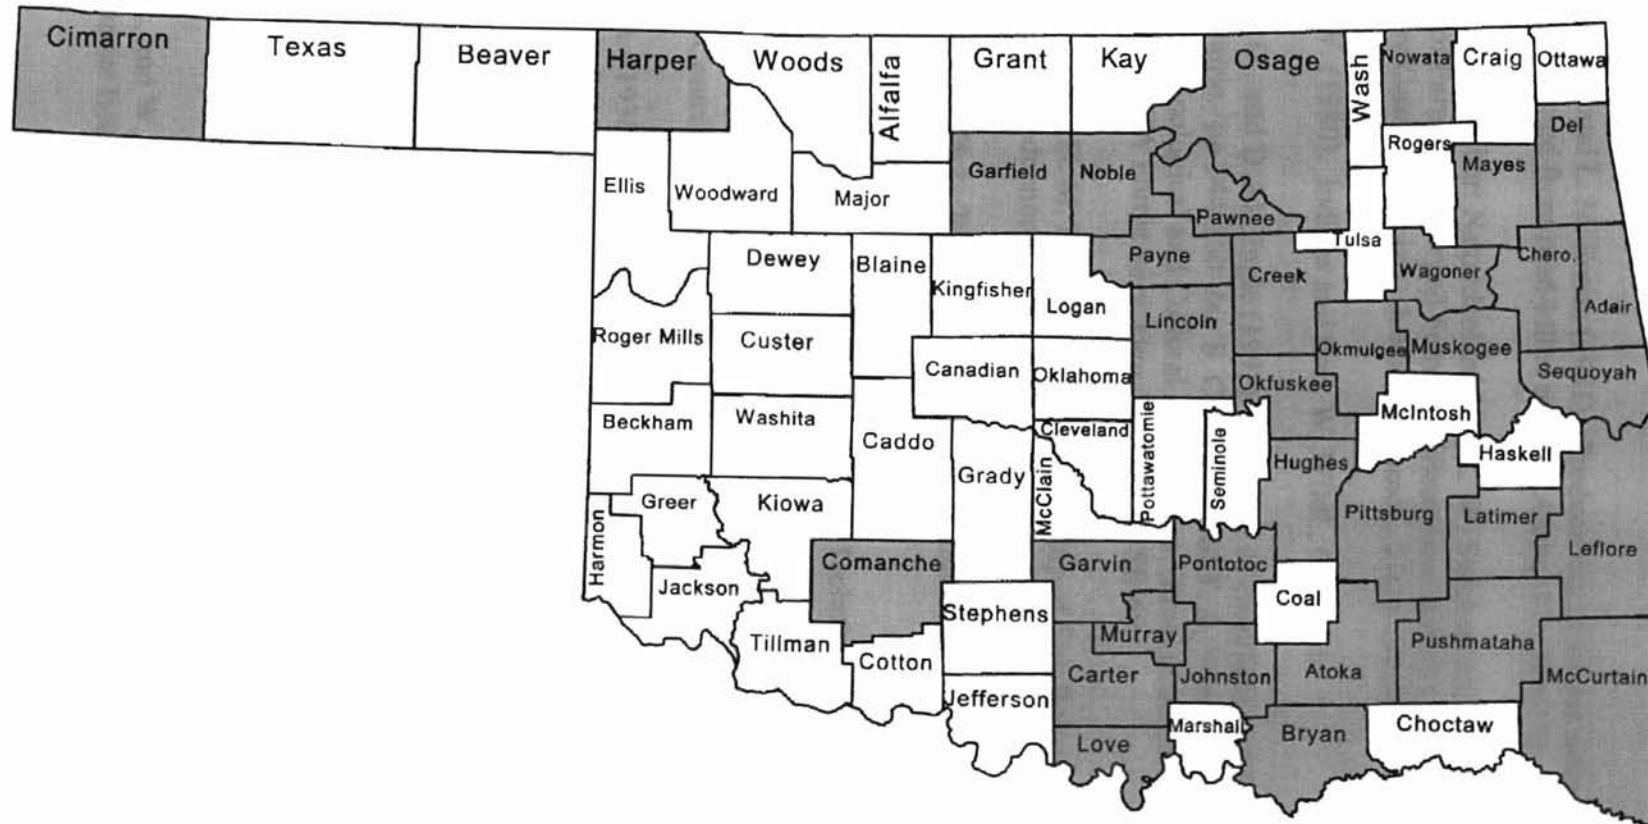 Cimarron
Texas
Beaver
Harper
Woods
Alfalfa
Grant
Kay
Osage
Wash
Nowata
Craig
Ottawa
Ellis
Woodward
Major
Garfield
Noble
Pawnee
Rogers
Mayes
Del
Dewey
Blaine
Kingfisher
Logan
Payne
Creek
Tulsa
Wagoner
Chero.
Adair
Roger Mills
Custer
Canadian
Oklahoma
Lincoln
Okfuskee
Okmulgee
Muskogee
Sequoyah
Beckham
Washita
Caddo
Grady
McClain
Cleveland
Pottawatomie
Seminole
Hughes
McIntosh
Haskell
Harmon
Greer
Kiowa
Comanche
Garvin
Pontotoc
Pittsburg
Latimer
Leflore
Jackson
Tillman
Cotton
Stephens
Murray
Coal
Jefferson
Carter
Johnston
Atoka
Pushmataha
McCurtain
Love
Marshall
Bryan
Choctaw